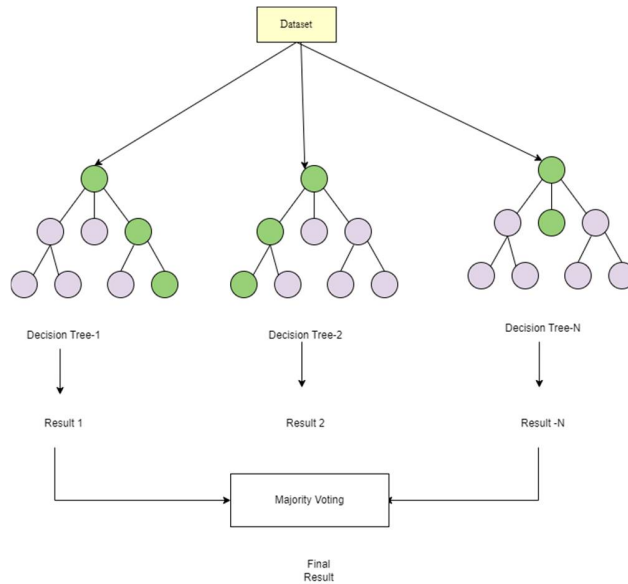 Dataset
Decision Tree-1
Decision Tree-2
Decision Tree-N
Result 1
Result 2
Result -N
Majority Voting
Final
Result